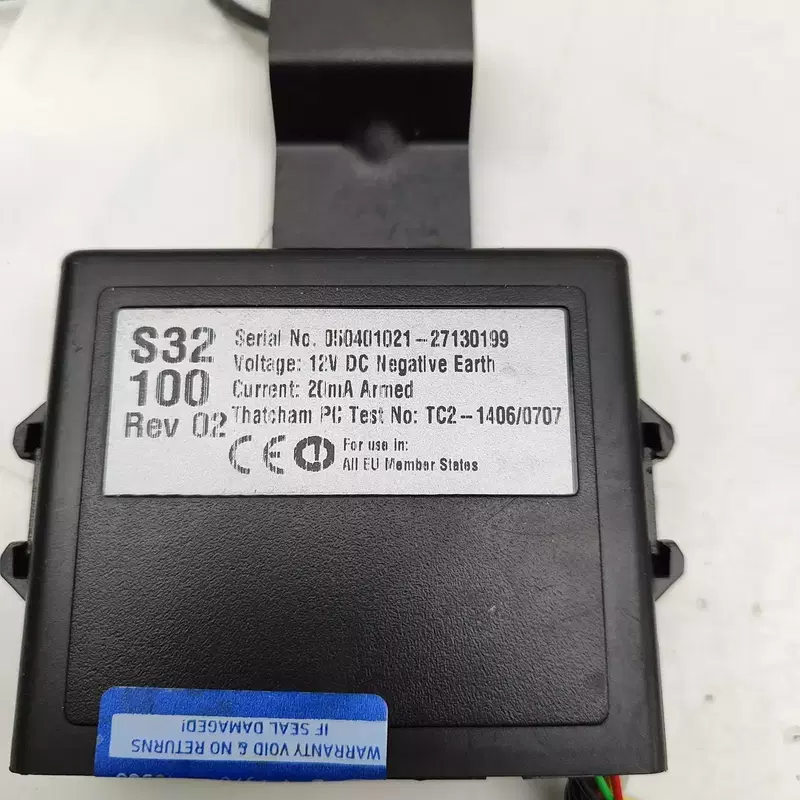 S32
100
Rev 02
Serial No. 050401021-27130199
Voltage: 12V DC Negative Earth
Current: 20mA Armed
Thatcham PC Test No: TC2-1406/0707
CE
For use in:
All EU Member States
WARRANTY VOID & NO RETURNS
IF SEAL DAMAGED!